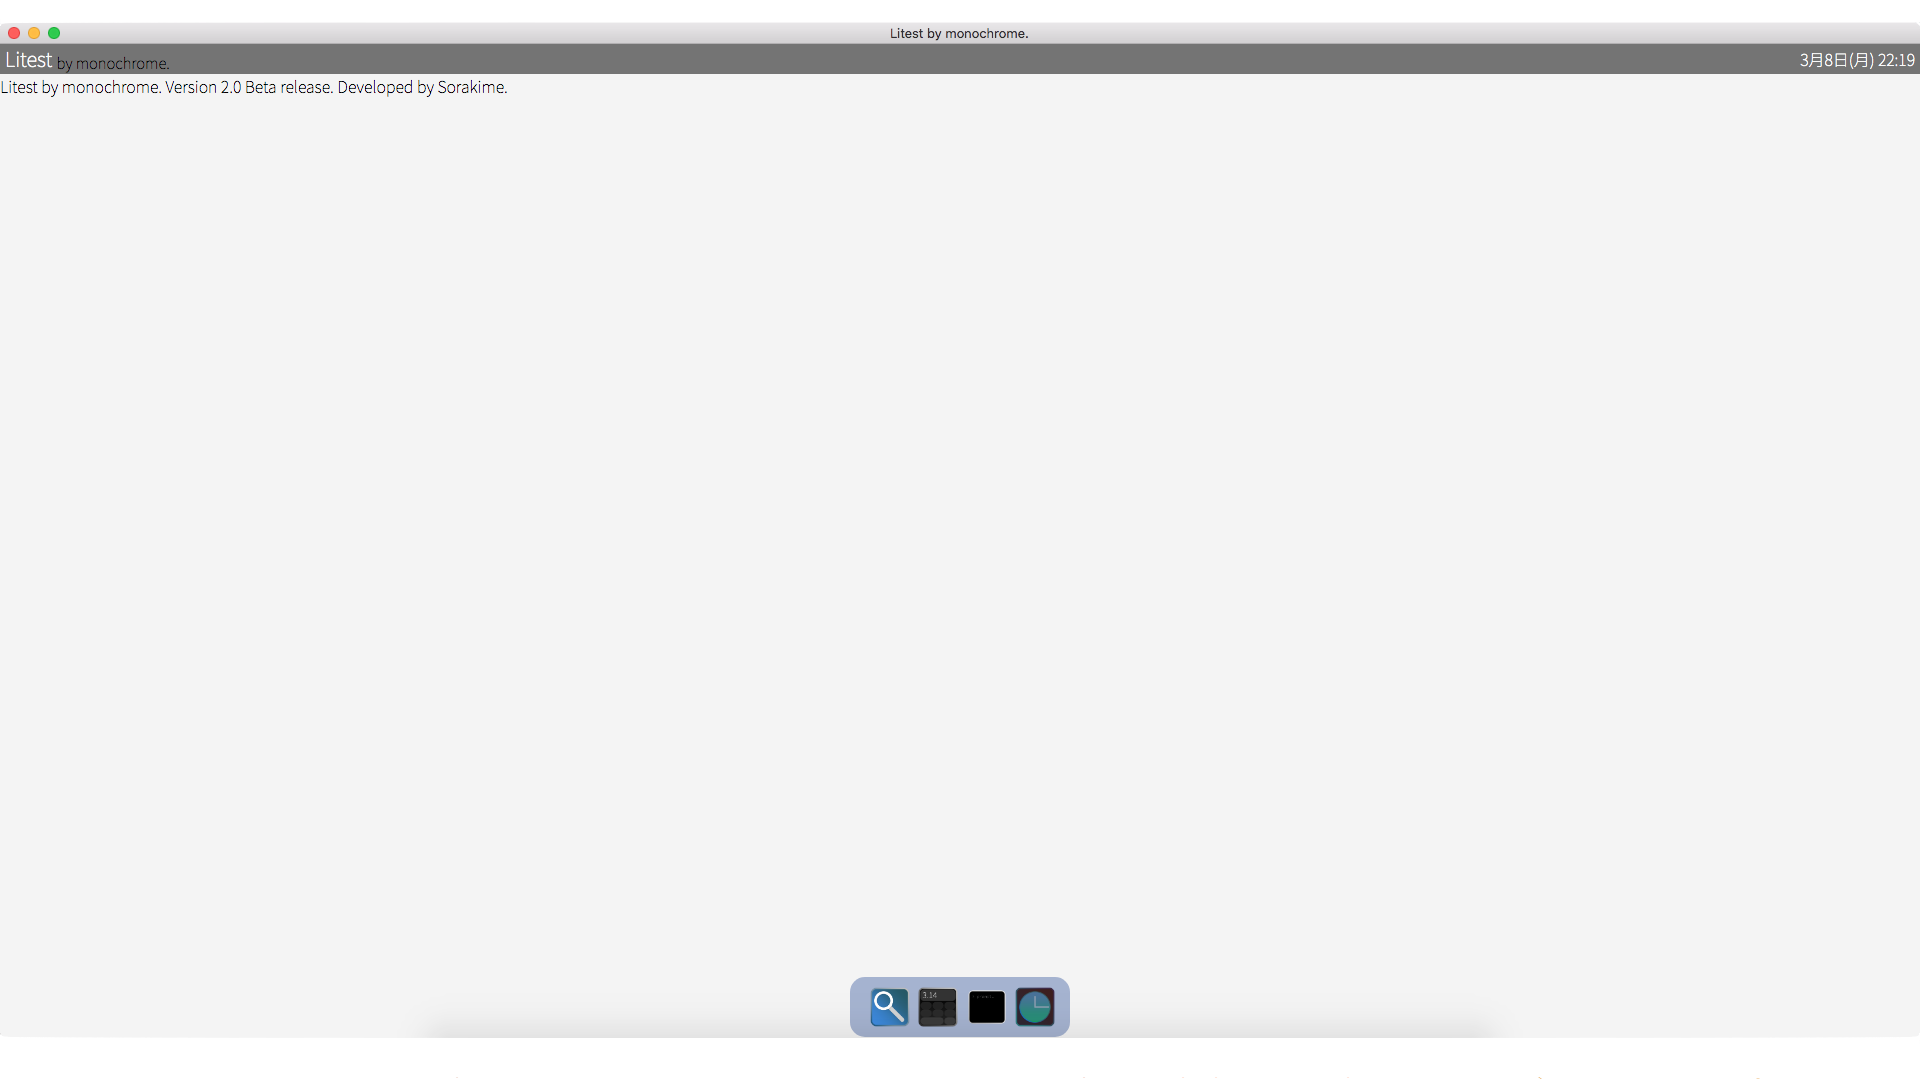 Litest by monochrome.
Litest by monochrome. 3月8日(月) 22:19
Litest by monochrome. Version 2.0 Beta release. Developed by Sorakime.
3.14